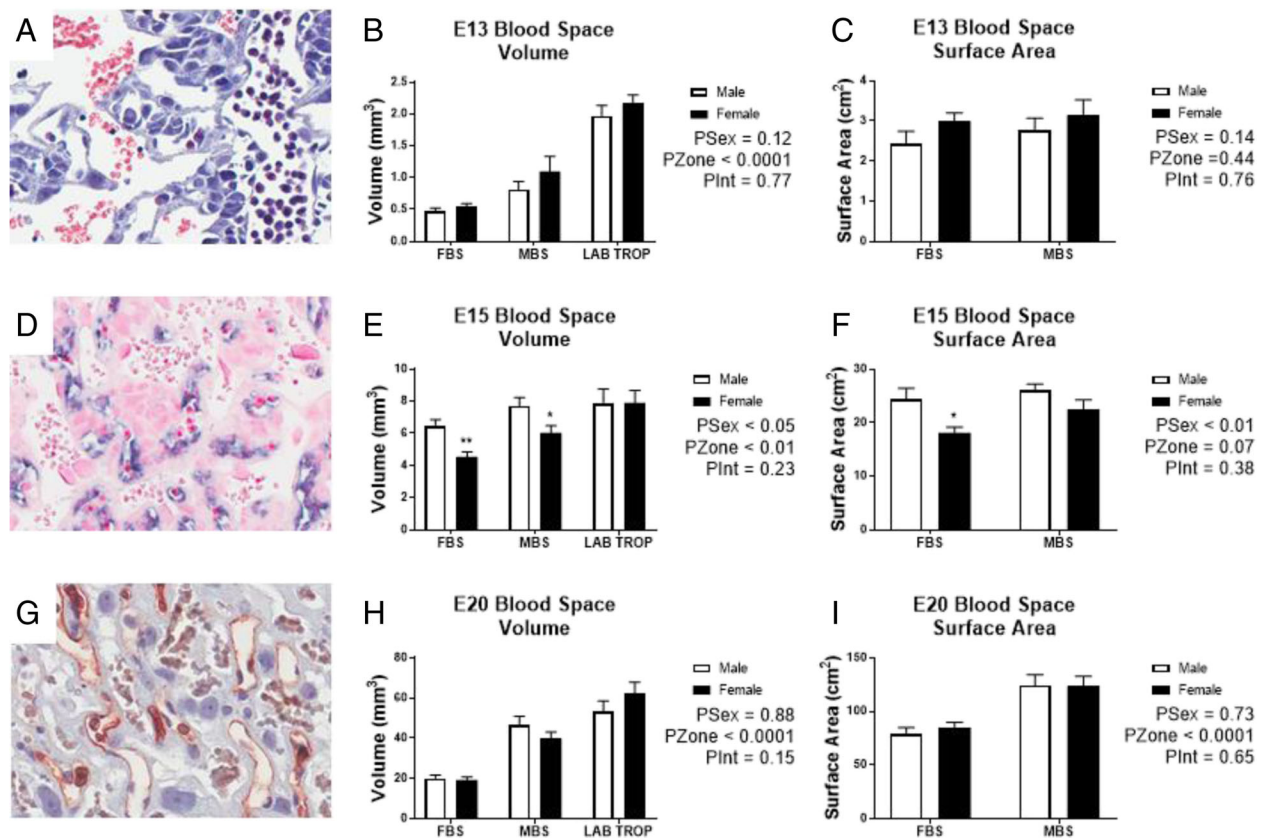 A
B
E13 Blood Space
Volume
Volume (mm³)
2.5
2.0
1.5
1.0
0.5
0.0
FBS
MBS
LAB TROP
Male
Female
PSex = 0.12
PZone < 0.0001
PInt = 0.77
C
E13 Blood Space
Surface Area
Surface Area (cm²)
6
4
2
0
FBS
MBS
Male
Female
PSex = 0.14
PZone =0.44
PInt = 0.76
D
E
E15 Blood Space
Volume
Volume (mm³)
10
8
6
4
2
0
**
*
FBS
MBS
LAB TROP
Male
Female
PSex < 0.05
PZone < 0.01
PInt = 0.23
F
E15 Blood Space
Surface Area
Surface Area (cm²)
30
20
10
0
*
FBS
MBS
Male
Female
PSex < 0.01
PZone = 0.07
PInt = 0.38
G
H
E20 Blood Space
Volume
Volume (mm³)
80
60
40
20
0
FBS
MBS
LAB TROP
Male
Female
PSex = 0.88
PZone < 0.0001
PInt = 0.15
I
E20 Blood Space
Surface Area
Surface Area (cm²)
150
100
50
0
FBS
MBS
Male
Female
PSex = 0.73
PZone < 0.0001
PInt = 0.65